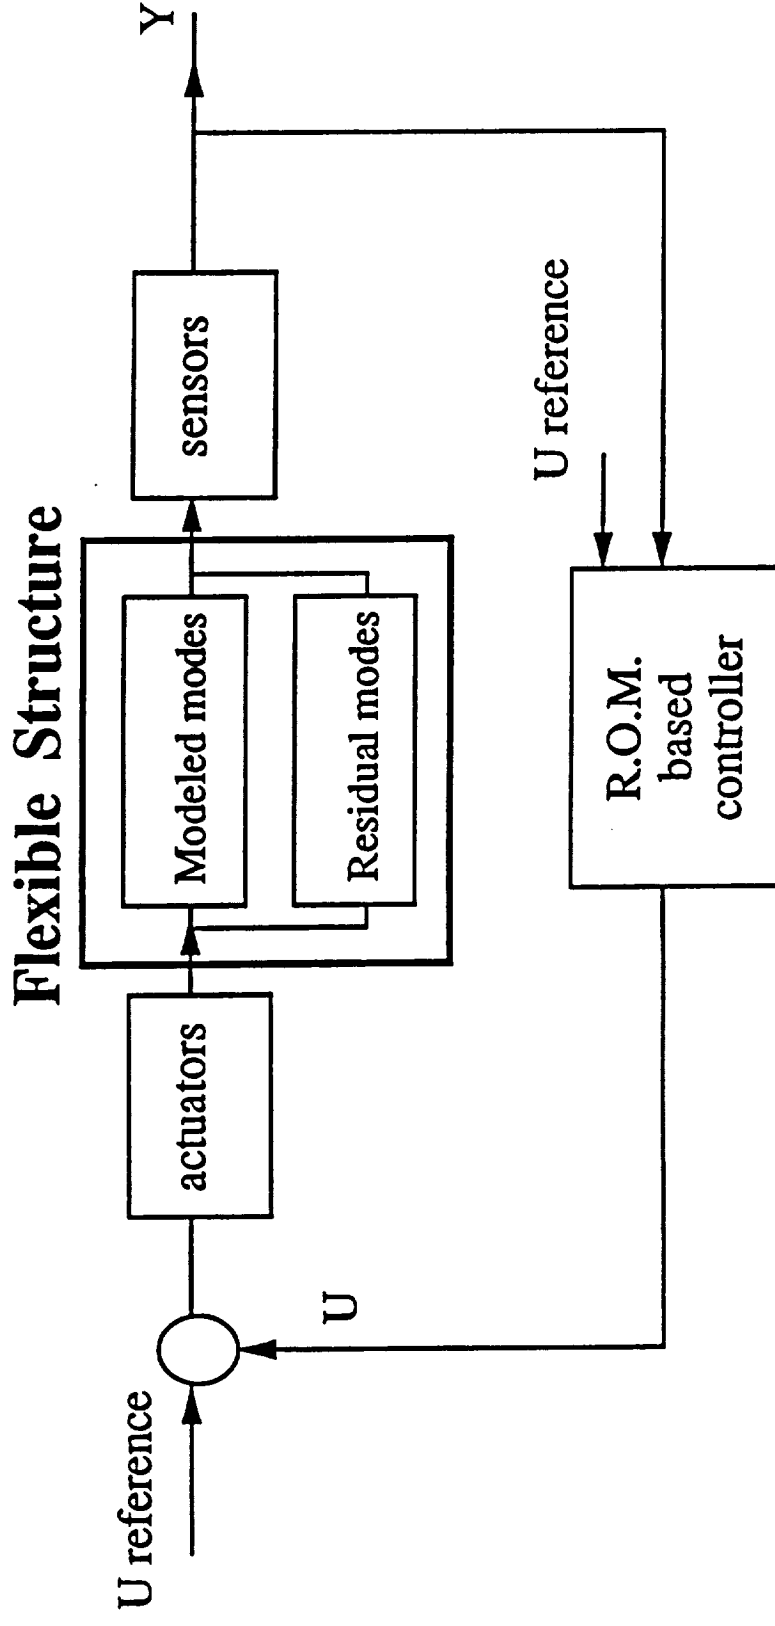 Flexible Structure
U reference
actuators
Modeled modes
Residual modes
sensors
Y
U
U reference
R.O.M.
based
controller